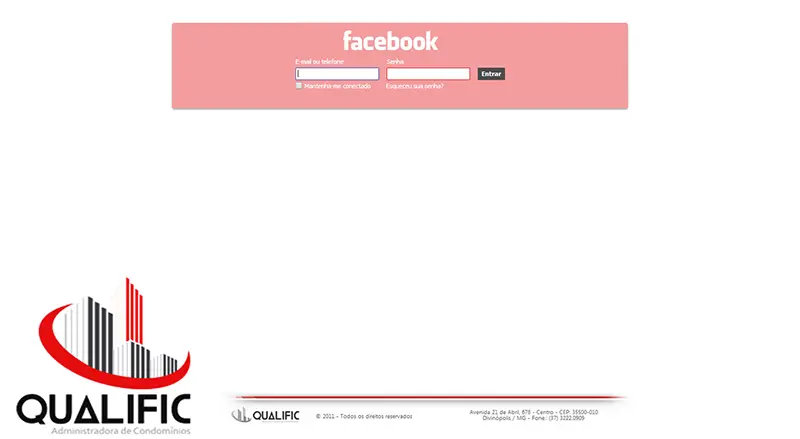 facebook
E-mail ou telefone
Senha
Entrar
Mantenha-me conectado
Esqueceu sua senha?
QUALIFIC
Administradora de Condomínios
QUALIFIC
© 2011 - Todos os direitos reservados
Avenida 21 de Abril, 678 - Centro - CEP: 35500-010
Divinópolis / MG - Fone: (37) 3222.0909